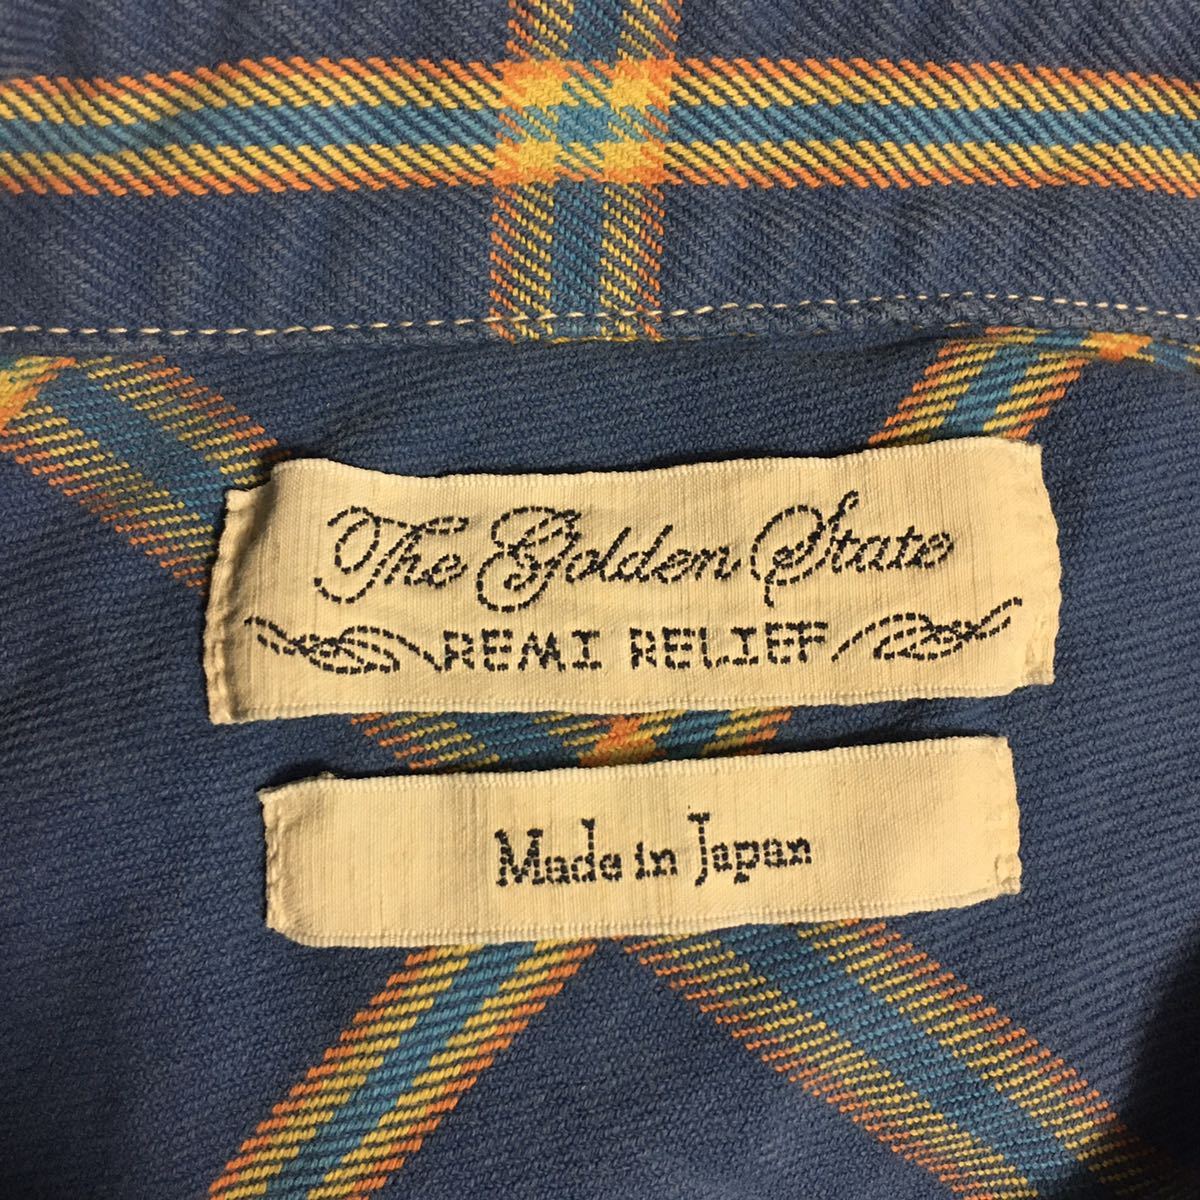 The Golden State
REMI RELIEF
Made in Japan